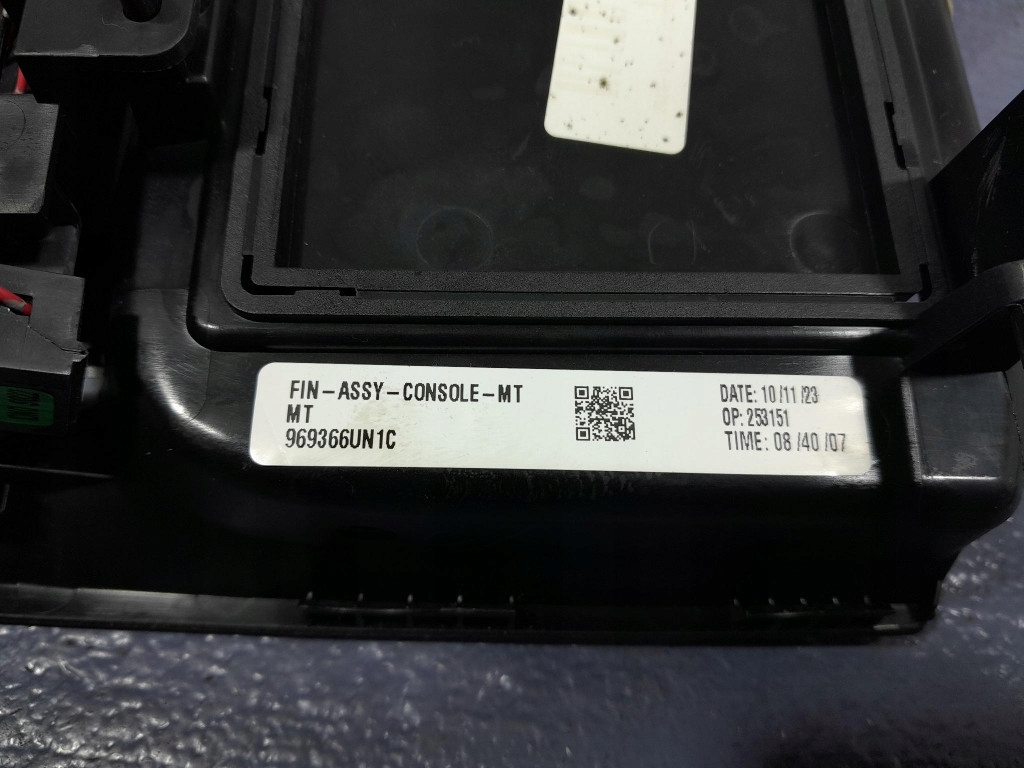 FIN-ASSY-CONSOLE-MT
MT
969366UN1C
DATE: 10/11/23
OP: 253151
TIME: 08/40/07